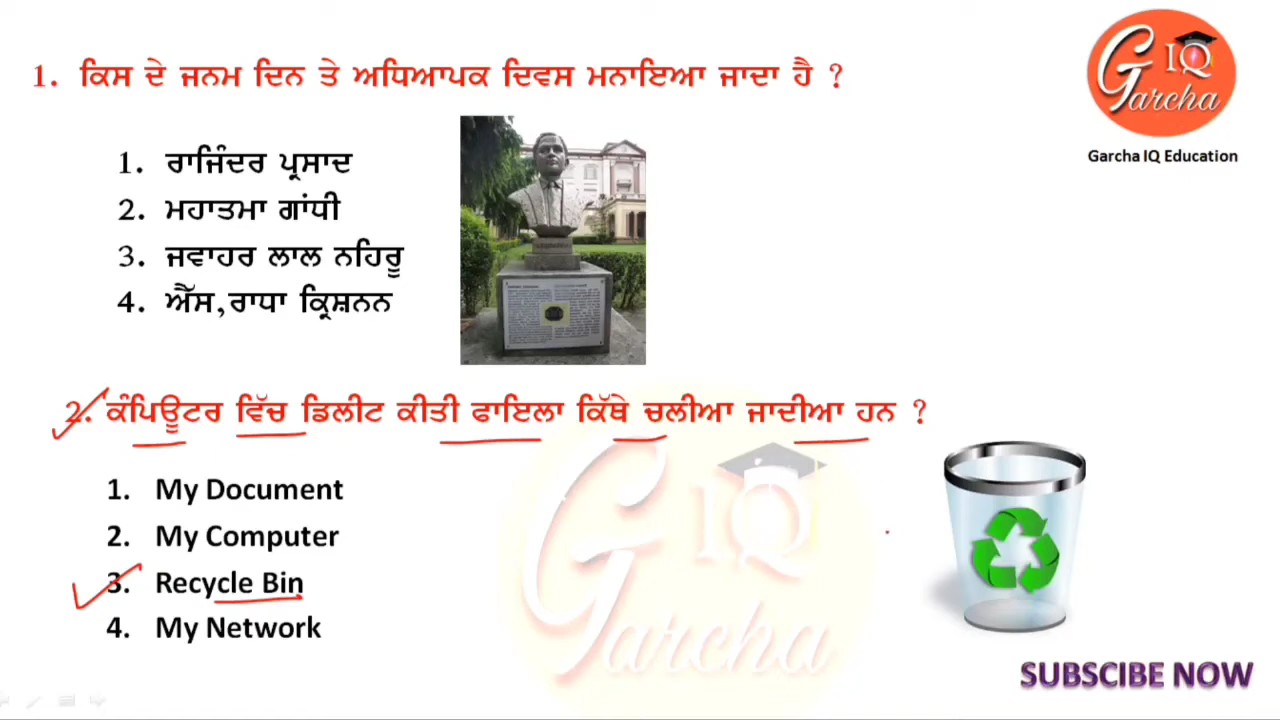 1. ਕਿਸ ਦੇ ਜਨਮ ਦਿਨ ਤੇ ਅਧਿਆਪਕ ਦਿਵਸ ਮਨਾਇਆ ਜਾਦਾ ਹੈ ?
G IQ
Garcha
Garcha IQ Education
1. ਰਾਜਿੰਦਰ ਪ੍ਰਸਾਦ
2. ਮਹਾਤਮਾ ਗਾਂਧੀ
3. ਜਵਾਹਰ ਲਾਲ ਨਹਿਰੂ
4. ਐੱਸ,ਰਾਧਾ ਕ੍ਰਿਸ਼ਨਨ
2. ਕੰਪਿਊਟਰ ਵਿੱਚ ਡਿਲੀਟ ਕੀਤੀ ਫਾਇਲਾ ਕਿੱਥੇ ਚਲੀਆ ਜਾਦੀਆ ਹਨ ?
1. My Document
2. My Computer
3. Recycle Bin
4. My Network
IQ
Garcha
SUBSCIBE NOW